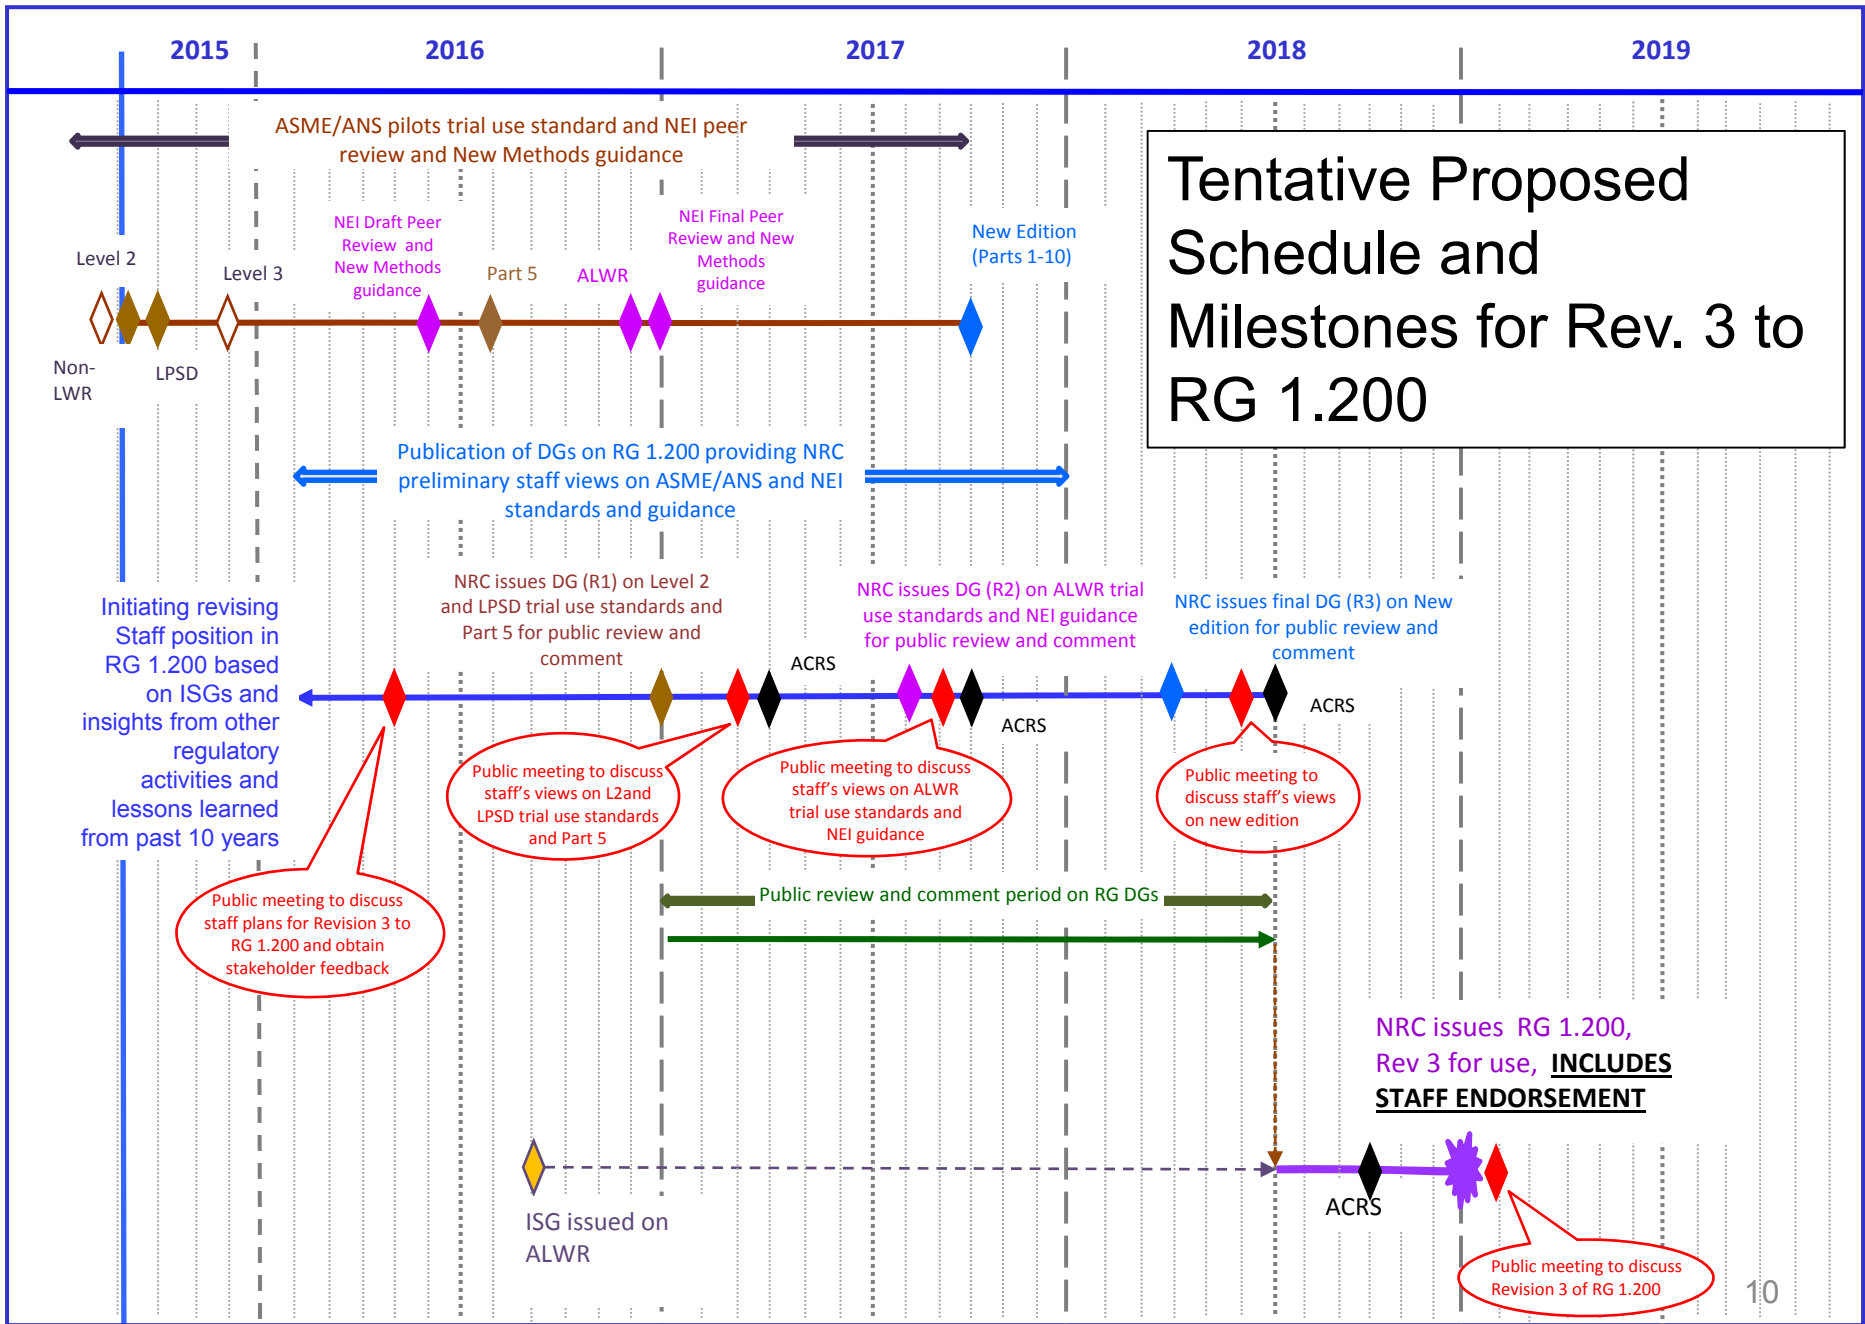 2015
2016
2017
2018
2019
ASME/ANS pilots trial use standard and NEI peer
review and New Methods guidance
Tentative Proposed
Schedule and
Milestones for Rev. 3 to
RG 1.200
Level 2
Level 3
NEI Draft Peer
Review and
New Methods
guidance
Part 5
ALWR
NEI Final Peer
Review and New
Methods
guidance
New Edition
(Parts 1-10)
Non-
LWR
LPSD
Publication of DGs on RG 1.200 providing NRC
preliminary staff views on ASME/ANS and NEI
standards and guidance
Initiating revising
Staff position in
RG 1.200 based
on ISGs and
insights from other
regulatory
activities and
lessons learned
from past 10 years
NRC issues DG (R1) on Level 2
and LPSD trial use standards and
Part 5 for public review and
comment
ACRS
NRC issues DG (R2) on ALWR trial
use standards and NEI guidance
for public review and comment
ACRS
NRC issues final DG (R3) on New
edition for public review and
comment
ACRS
Public meeting to discuss
staff's views on L2and
LPSD trial use standards
and Part 5
Public meeting to discuss
staff's views on ALWR
trial use standards and
NEI guidance
Public meeting to
discuss staff's views
on new edition
Public meeting to discuss
staff plans for Revision 3 to
RG 1.200 and obtain
stakeholder feedback
Public review and comment period on RG DGs
NRC issues RG 1.200,
Rev 3 for use, INCLUDES
STAFF ENDORSEMENT
ISG issued on
ALWR
ACRS
Public meeting to discuss
Revision 3 of RG 1.200
10